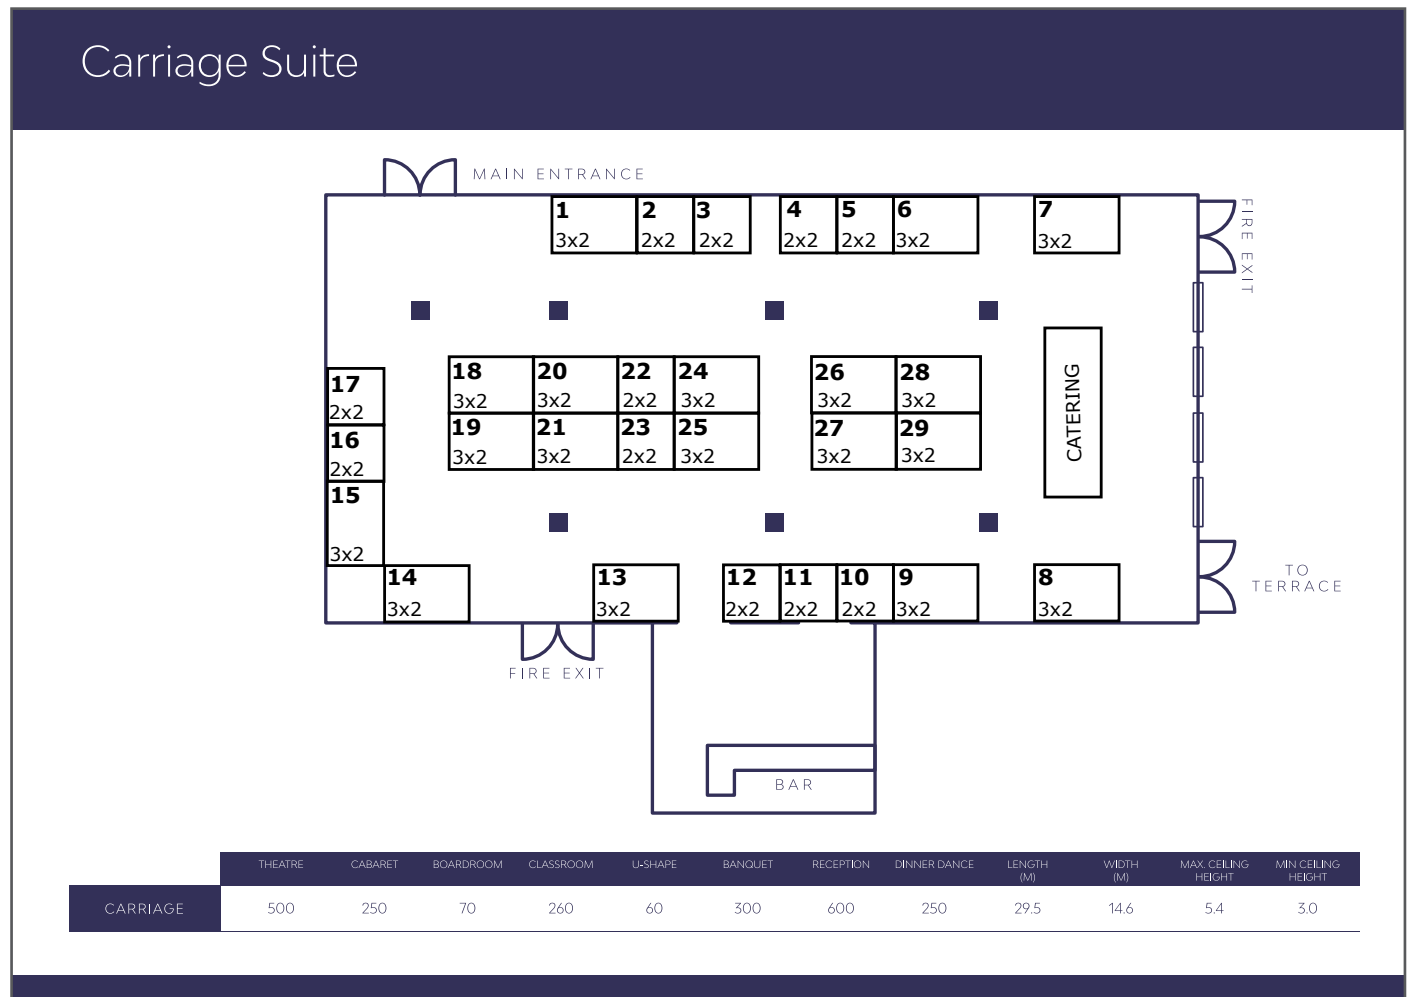 Carriage Suite
MAIN ENTRANCE
FIRE EXIT
1
3x2
2
2x2
3
2x2
4
2x2
5
2x2
6
3x2
7
3x2
17
2x2
16
2x2
15
3x2
18
3x2
20
3x2
22
2x2
24
3x2
19
3x2
21
3x2
23
2x2
25
3x2
26
3x2
28
3x2
27
3x2
29
3x2
CATERING
14
3x2
13
3x2
12
2x2
11
2x2
10
2x2
9
3x2
8
3x2
TO
TERRACE
FIRE EXIT
BAR
THEATRE CABARET BOARDROOM CLASSROOM U-SHAPE BANQUET RECEPTION DINNER DANCE LENGTH (M) WIDTH (M) MAX. CEILING HEIGHT MIN CEILING HEIGHT
CARRIAGE 500 250 70 260 60 300 600 250 29.5 14.6 5.4 3.0